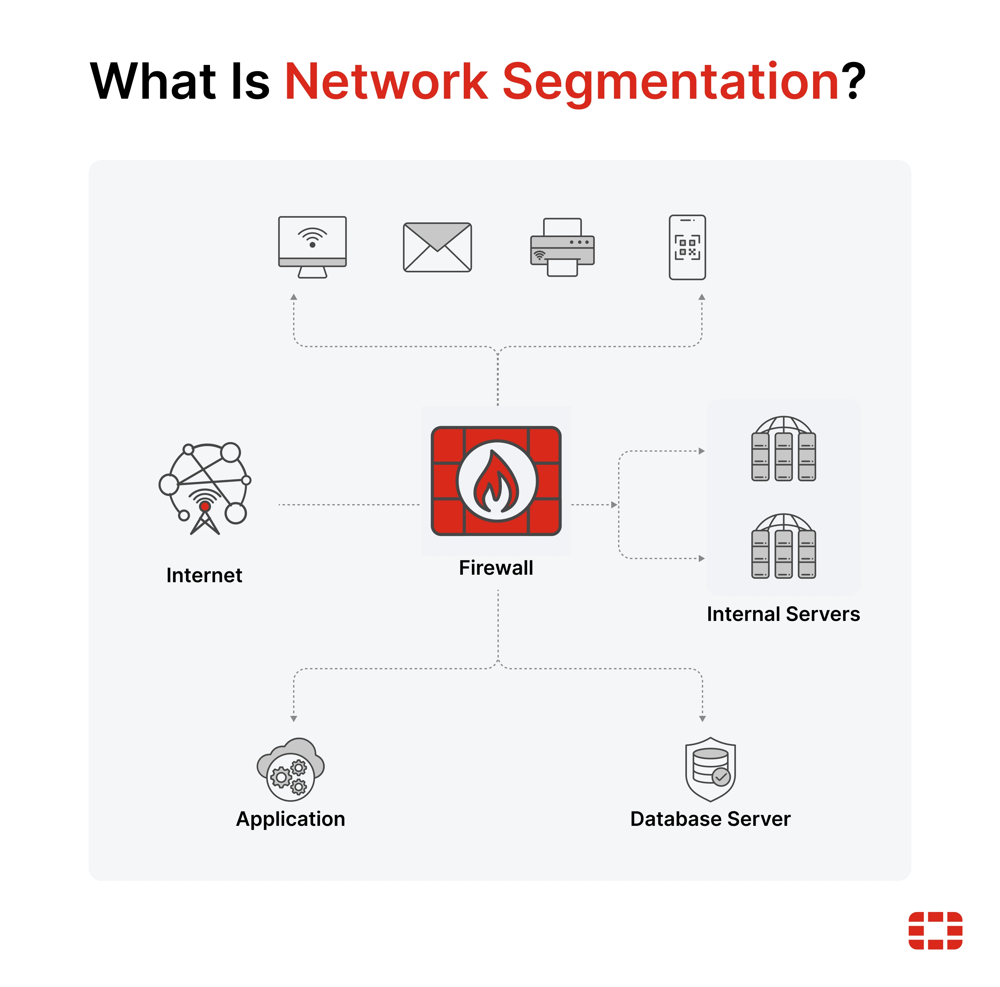 What Is Network Segmentation?
Internet
Firewall
Internal Servers
Application
Database Server